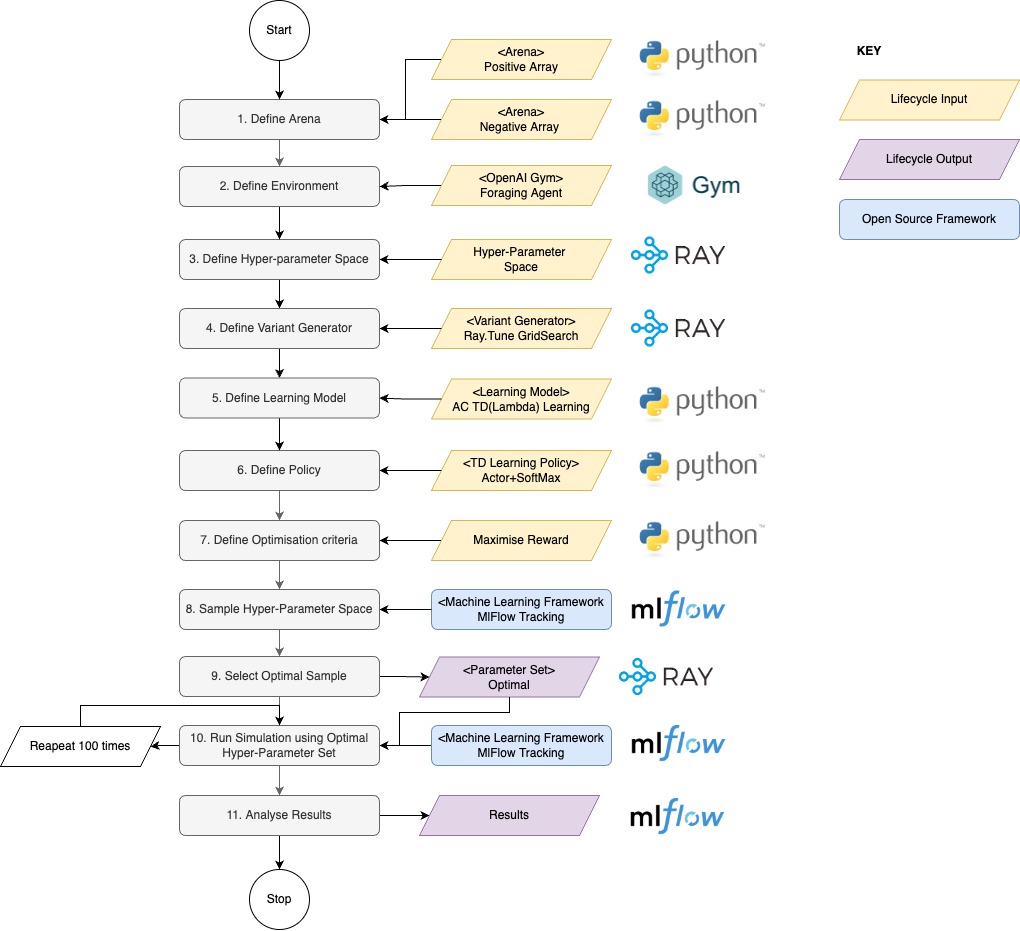 Start
<Arena>
Positive Array
python™
KEY
Lifecycle Input
1. Define Arena
<Arena>
Negative Array
python™
Lifecycle Output
2. Define Environment
<OpenAI Gym>
Foraging Agent
Gym
Open Source Framework
3. Define Hyper-parameter Space
Hyper-Parameter
Space
RAY
4. Define Variant Generator
<Variant Generator>
Ray.Tune GridSearch
RAY
5. Define Learning Model
<Learning Model>
AC TD(Lambda) Learning
python™
6. Define Policy
<TD Learning Policy>
Actor+SoftMax
python™
7. Define Optimisation criteria
Maximise Reward
python™
8. Sample Hyper-Parameter Space
<Machine Learning Framework
MlFlow Tracking
mlflow
9. Select Optimal Sample
<Parameter Set>
Optimal
RAY
Reapeat 100 times
10. Run Simulation using Optimal
Hyper-Parameter Set
<Machine Learning Framework
MlFlow Tracking
mlflow
11. Analyse Results
Results
mlflow
Stop